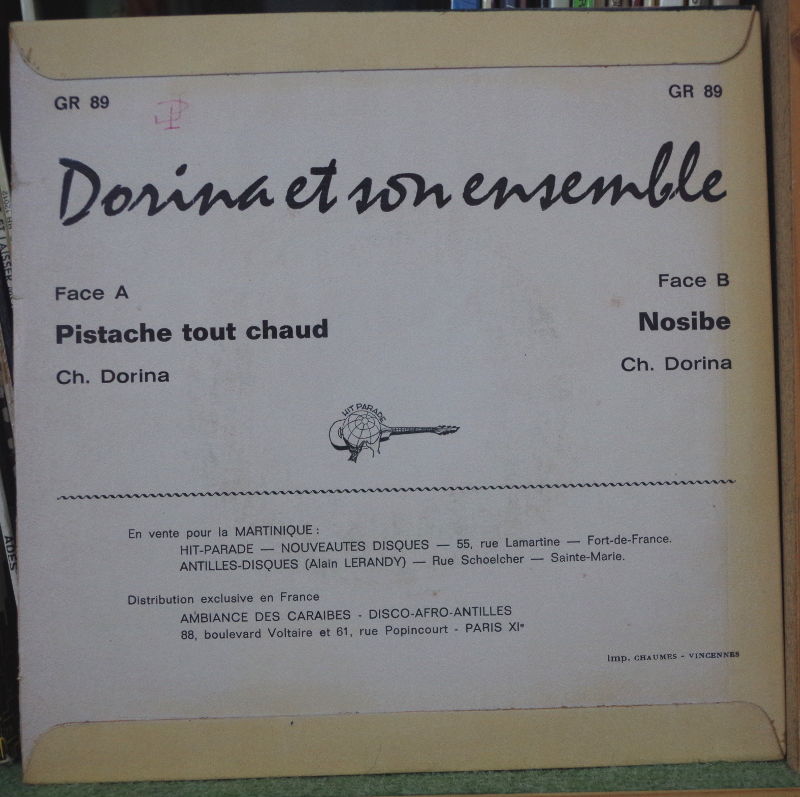 GR 89
GR 89
Dorina et son ensemble
Face A
Pistache tout chaud
Ch. Dorina
Face B
Nosibe
Ch. Dorina
HIT PARADE
En vente pour la MARTINIQUE :
HIT-PARADE — NOUVEAUTES DISQUES — 55, rue Lamartine — Fort-de-France.
ANTILLES-DISQUES (Alain LERANDY) — Rue Schoelcher — Sainte-Marie.
Distribution exclusive en France
AMBIANCE DES CARAIBES - DISCO-AFRO-ANTILLES
88, boulevard Voltaire et 61, rue Popincourt - PARIS XIe
Imp. CHAUMES - VINCENNES